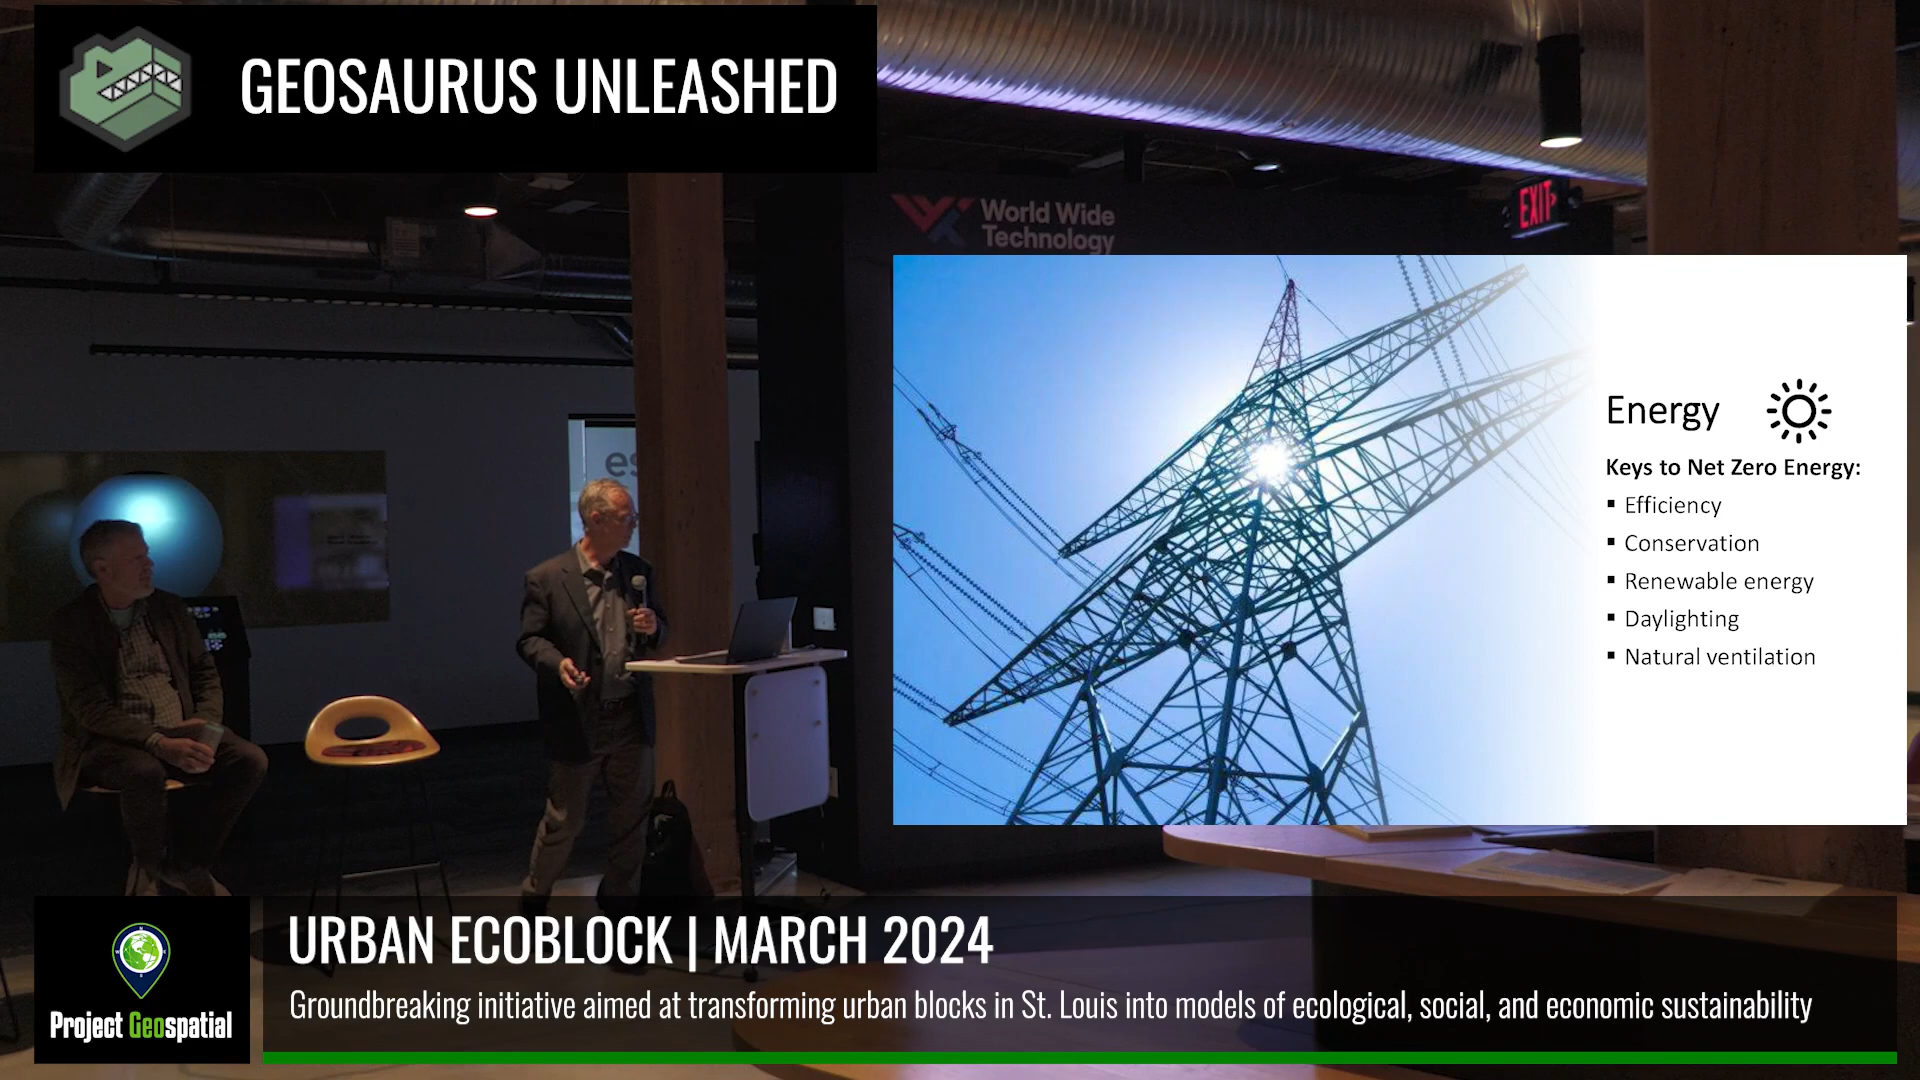 GEOSAURUS UNLEASHED
World Wide
Technology
EXIT
Energy
Keys to Net Zero Energy:
▪ Efficiency
▪ Conservation
▪ Renewable energy
▪ Daylighting
▪ Natural ventilation
es
URBAN ECOBLOCK | MARCH 2024
Groundbreaking initiative aimed at transforming urban blocks in St. Louis into models of ecological, social, and economic sustainability
Project Geospatial